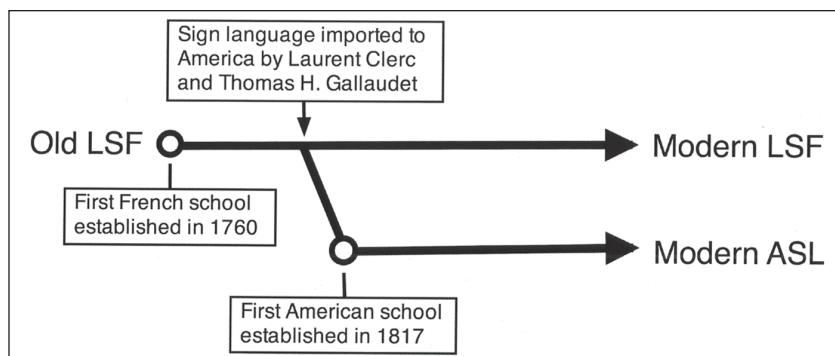 Sign language imported to
America by Laurent Clerc
and Thomas H. Gallaudet
Old LSF
Modern LSF
First French school
established in 1760
Modern ASL
First American school
established in 1817